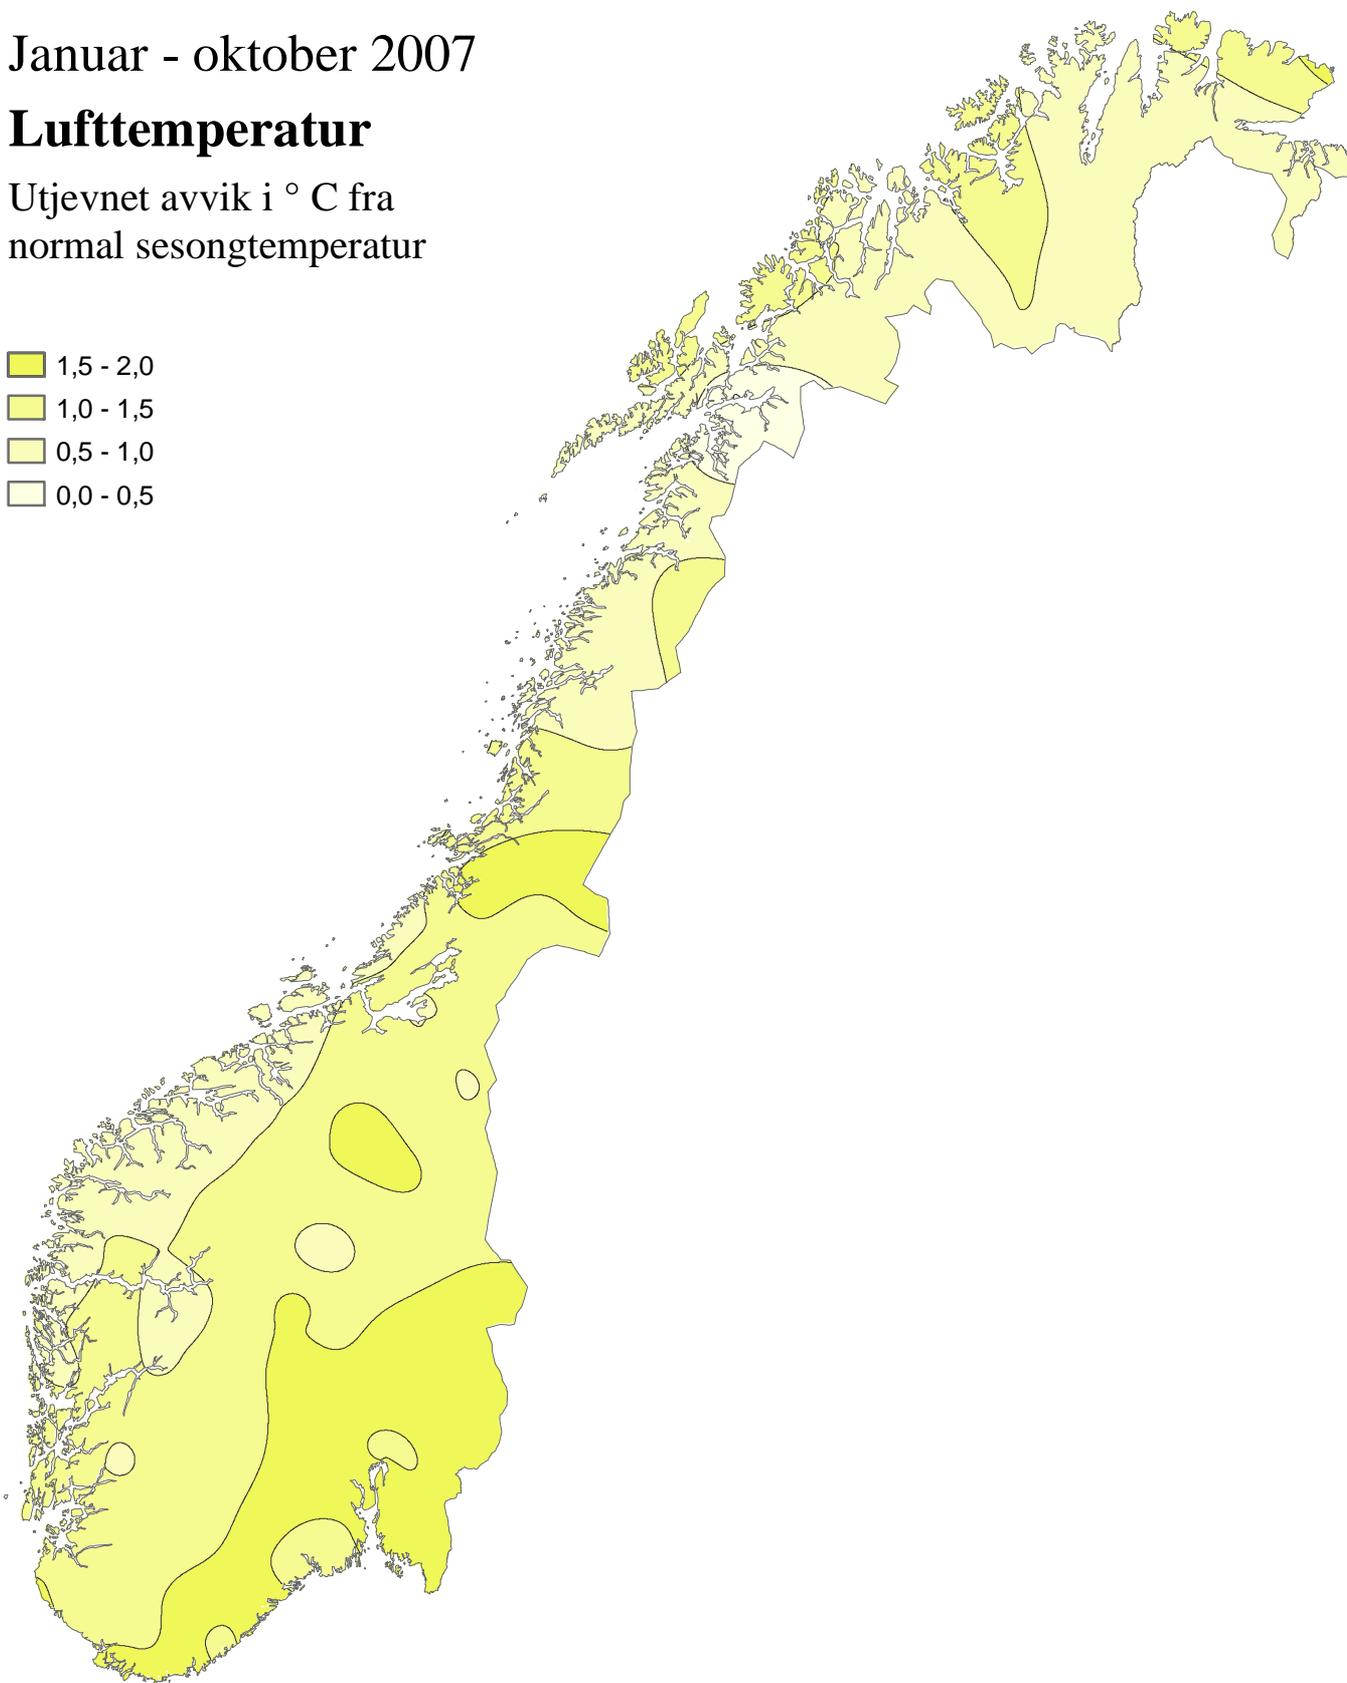 Januar - oktober 2007
Lufttemperatur
Utjevnet avvik i ° C fra
normal sesongtemperatur
1,5 - 2,0
1,0 - 1,5
0,5 - 1,0
0,0 - 0,5